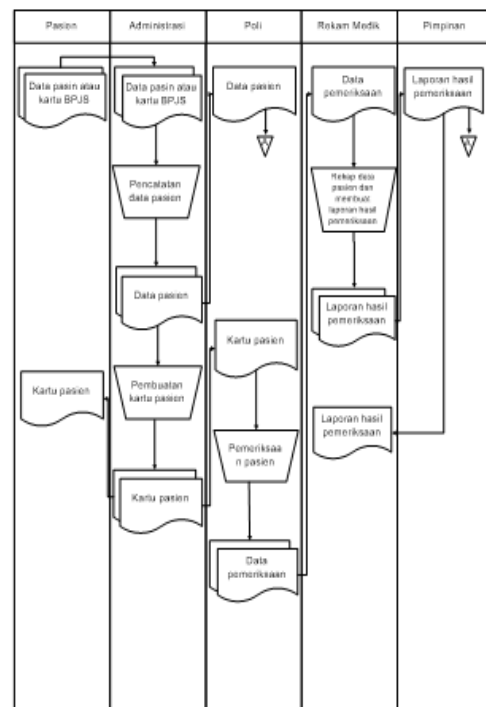 Pasien
Administrasi
Poli
Rekam Medik
Pimpinan
Data pasin atau
kartu BPJS
Data pasin atau
kartu BPJS
Data pasien
Data
pemeriksaan
Laporan hasil
pemeriksaan
Pencatatan
data pasien
Rekap data
pasien dan
membuat
laporan hasil
pemeriksaan
Data pasien
Laporan hasil
pemeriksaan
Kartu pasien
Kartu pasien
Pembuatan
kartu pasien
Laporan hasil
pemeriksaan
Pemeriksaa
n pasien
Kartu pasien
Data
pemeriksaan